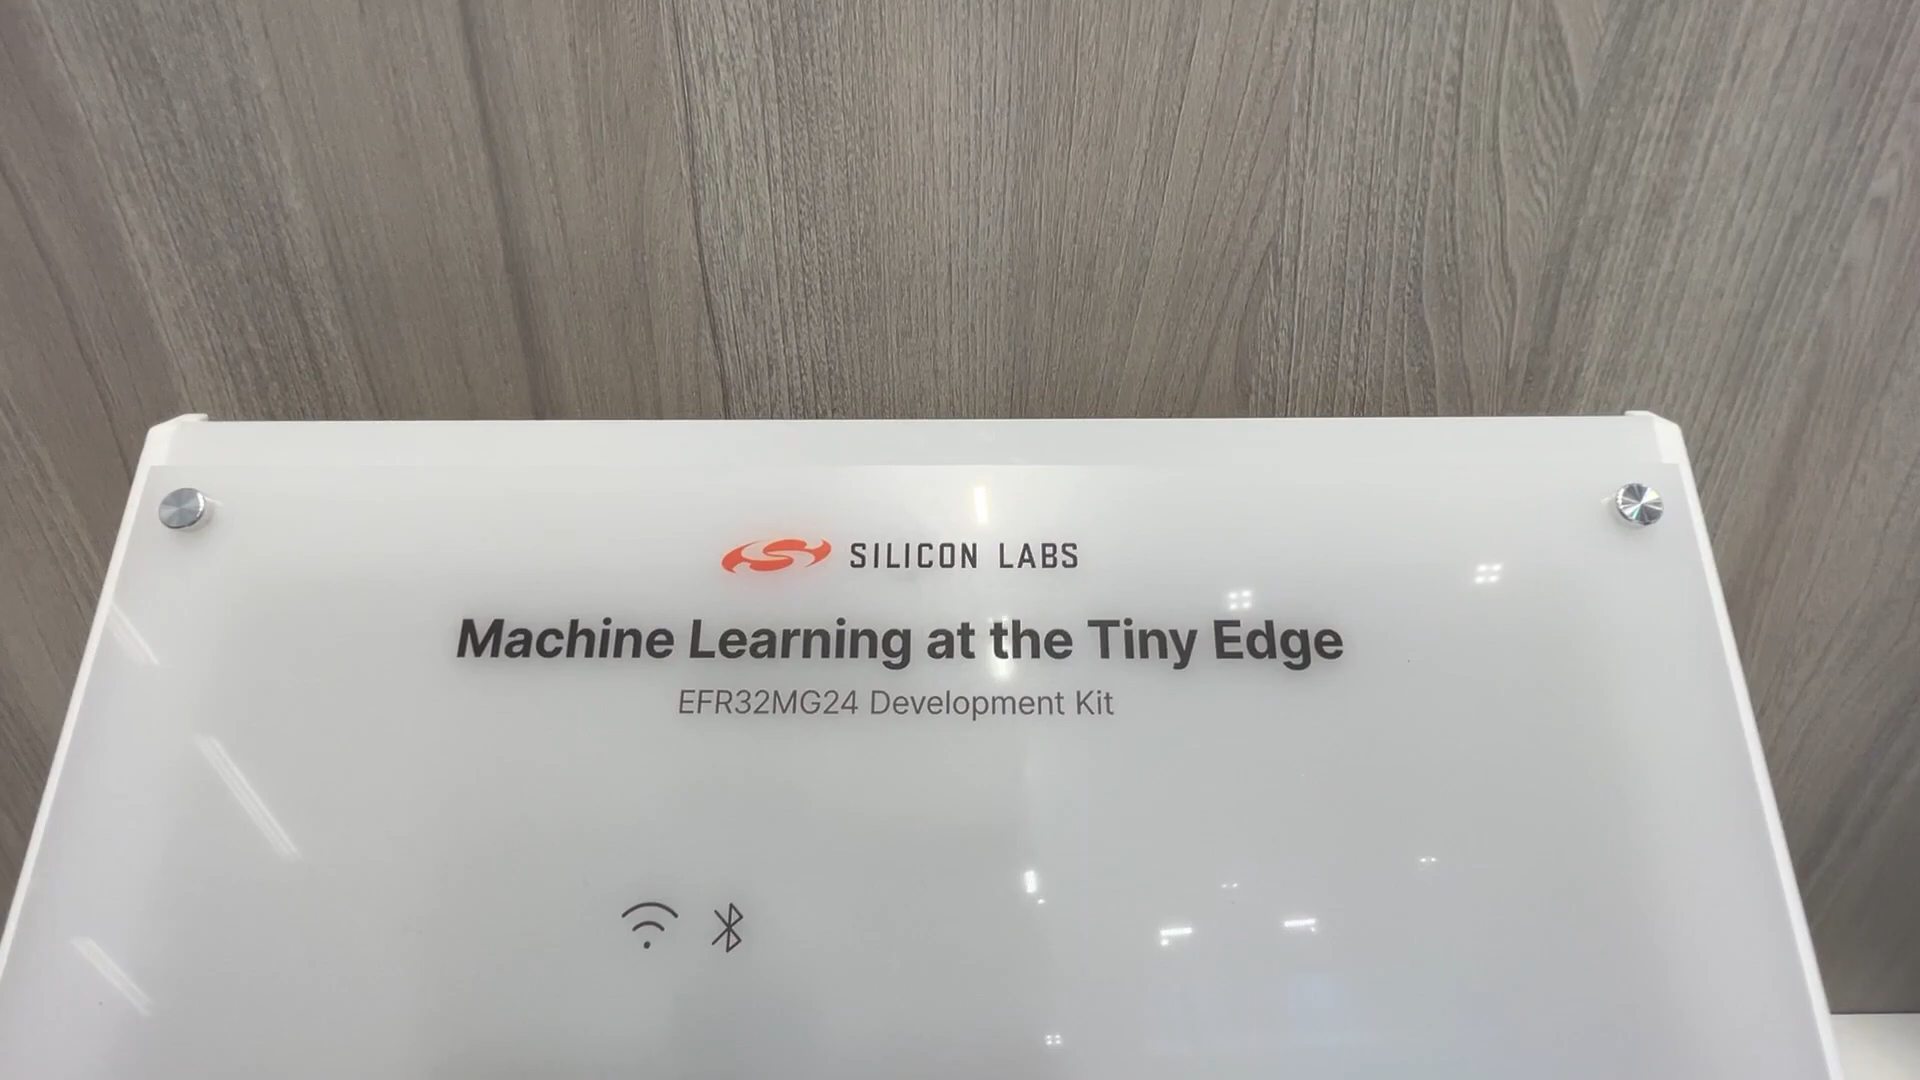 SILICON LABS
Machine Learning at the Tiny Edge
EFR32MG24 Development Kit